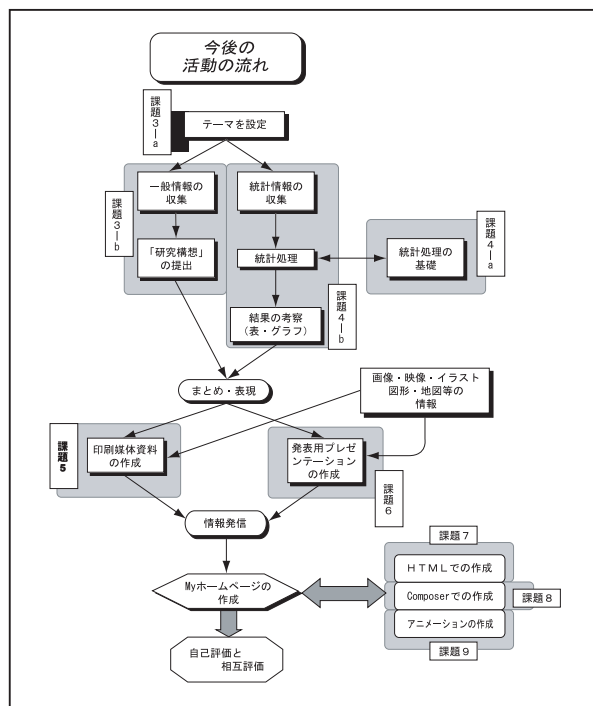 今後の
活動の流れ
課題3－a
テーマを設定
一般情報の
収集
統計情報の
収集
課題3－b
「研究構想」
の提出
統計処理
統計処理の
基礎
課題4－a
結果の考察
(表・グラフ)
課題4－b
まとめ・表現
画像・映像・イラスト
図形・地図等の
情報
課題5
印刷媒体資料
の作成
発表用プレゼ
ンテーション
の作成
課題6
情報発信
課題7
HTMLでの作成
Myホームページの
作成
Composerでの作成
課題8
アニメーションの作成
課題9
自己評価と
相互評価